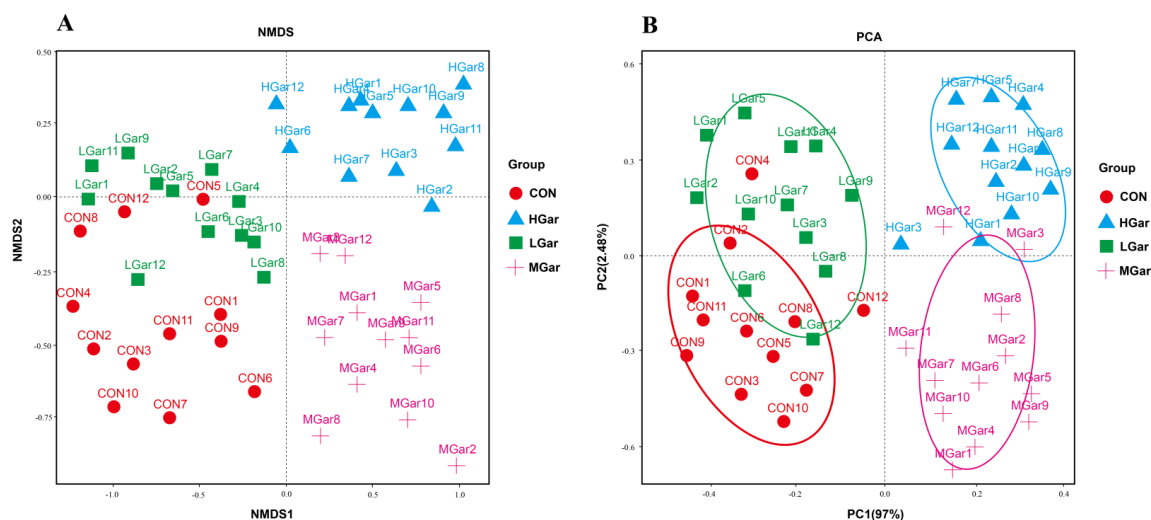 A
NMDS
0.50
0.25
0.00
-0.25
-0.50
-0.75
NMDS2
-1.0
-0.5
0.0
0.5
1.0
NMDS1
HGar8
HGar12
HGar1
HGar4
HGar10
HGar5
HGar9
HGar6
HGar11
HGar7
HGar3
HGar2
LGar9
LGar11
LGar7
LGar2
LGar5
LGar1
CON12
CON5
LGar4
CON8
LGar6
LGar3
LGar10
LGar12
LGar8
MGar3
MGar12
CON4
CON1
MGar1
MGar5
CON2
CON11
CON9
MGar7
MGar9
MGar11
CON3
MGar6
CON6
MGar4
CON10
CON7
MGar8
MGar10
MGar2
Group
CON
HGar
LGar
MGar
B
PCA
0.6
0.3
0.0
-0.3
-0.6
PC2(2.48%)
-0.4
-0.2
0.0
0.2
0.4
PC1(97%)
LGar5
LGar1
LGar11
LGar4
CON4
LGar2
LGar9
LGar10
LGar7
CON2
LGar3
LGar8
LGar6
CON1
CON11
CON6
CON8
CON12
LGar12
CON9
CON5
CON3
CON7
CON10
HGar7
HGar5
HGar4
HGar12
HGar11
HGar8
HGar2
HGar9
HGar10
HGar3
HGar1
MGar12
MGar3
MGar8
MGar11
MGar2
MGar7
MGar6
MGar5
MGar10
MGar9
MGar4
MGar1
Group
CON
HGar
LGar
MGar